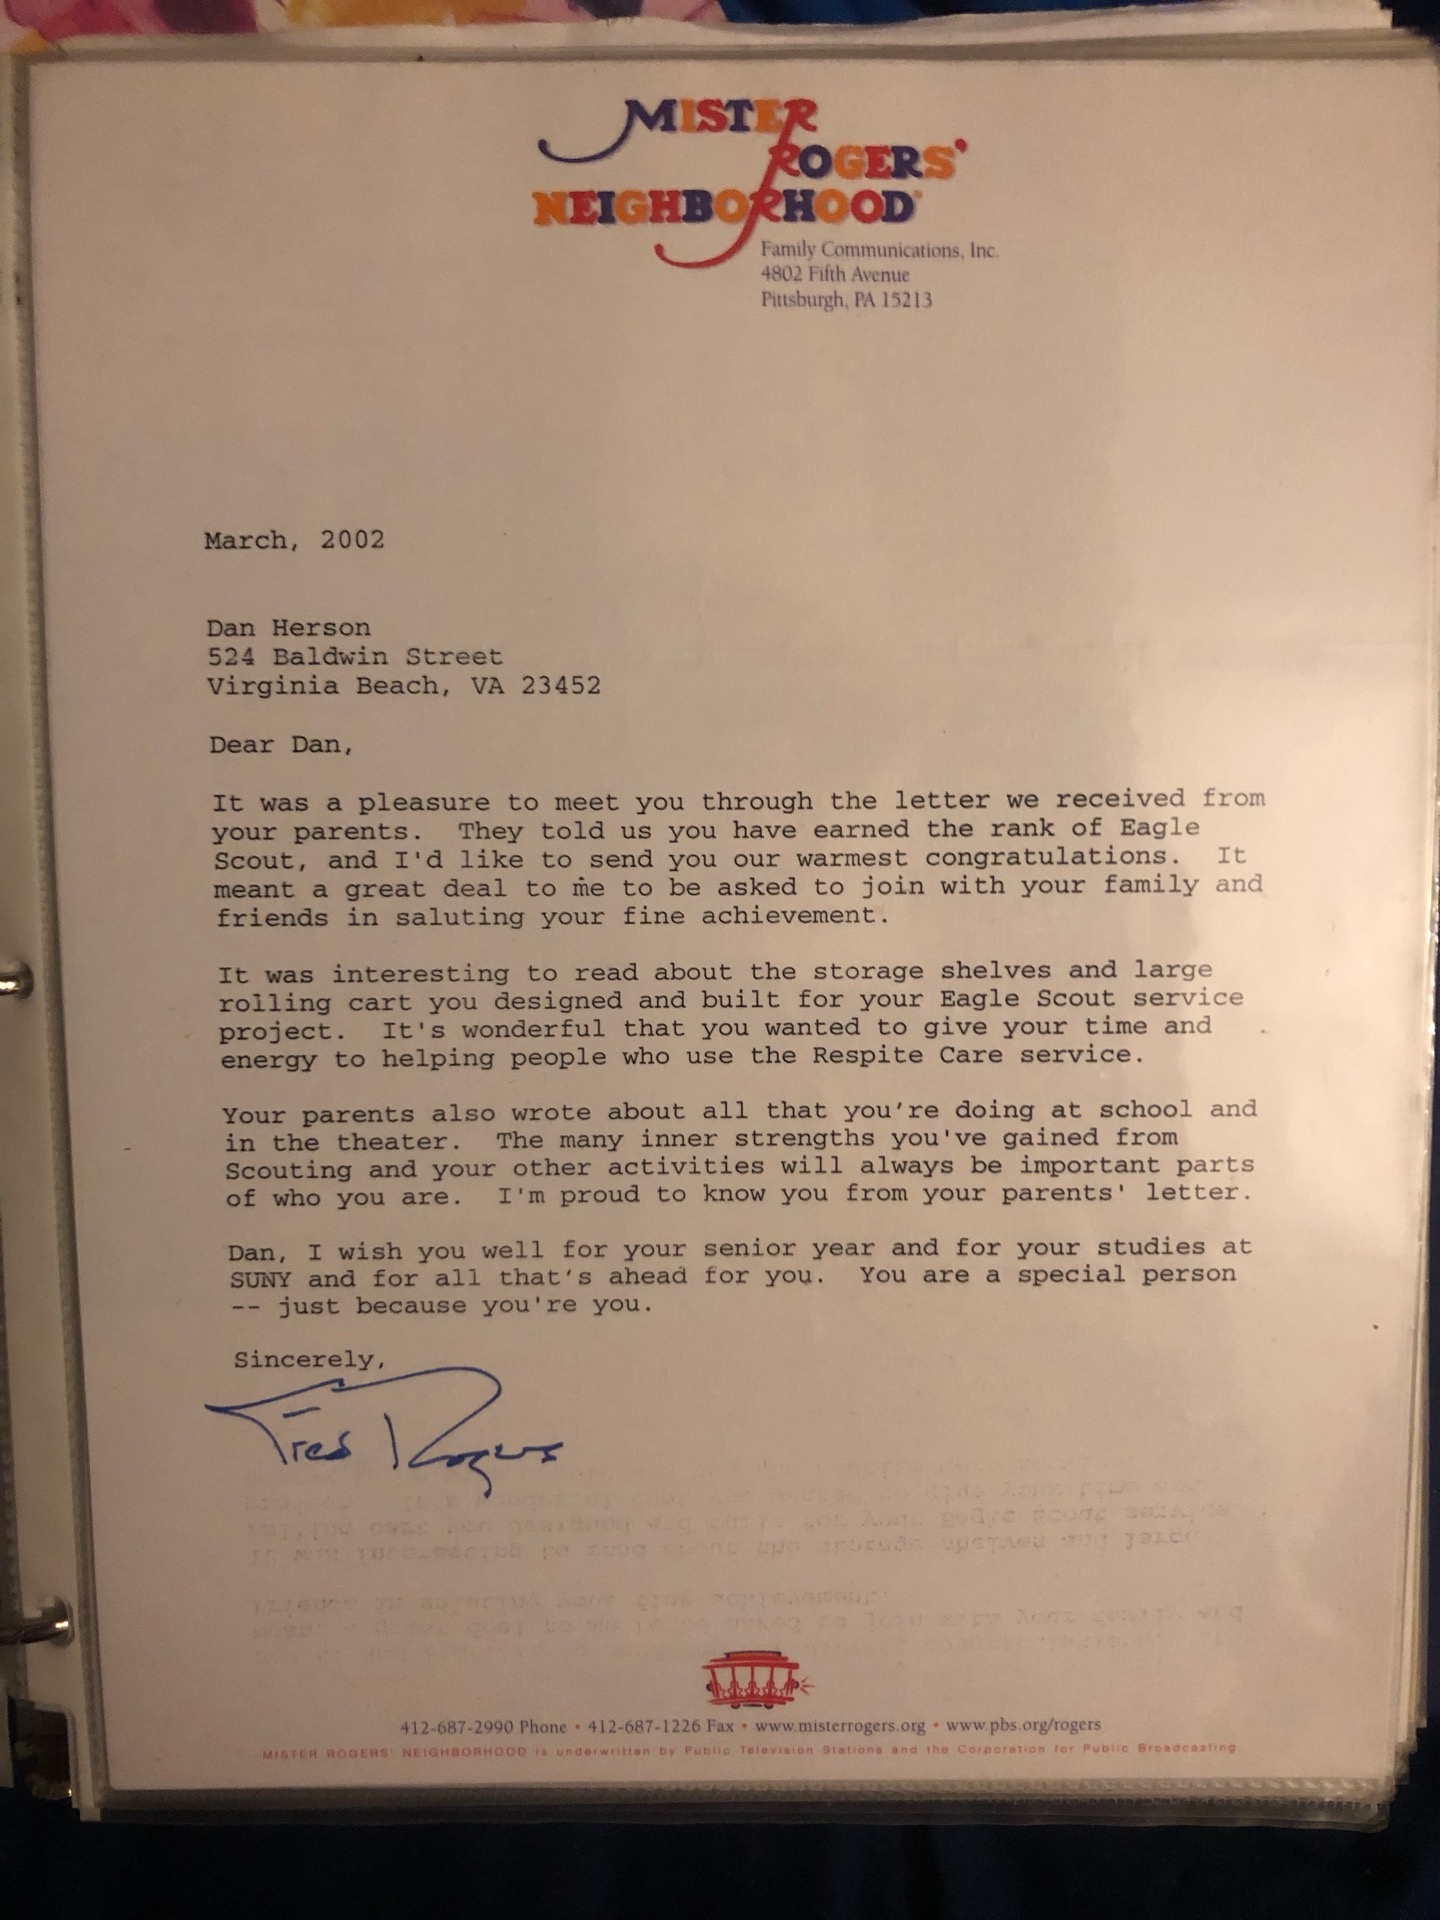 MISTER
ROGERS'
NEIGHBORHOOD
Family Communications, Inc.
4802 Fifth Avenue
Pittsburgh, PA 15213
March, 2002
Dan Herson
524 Baldwin Street
Virginia Beach, VA 23452
Dear Dan,
It was a pleasure to meet you through the letter we received from
your parents. They told us you have earned the rank of Eagle
Scout, and I'd like to send you our warmest congratulations. It
meant a great deal to me to be asked to join with your family and
friends in saluting your fine achievement.
It was interesting to read about the storage shelves and large
rolling cart you designed and built for your Eagle Scout service
project. It's wonderful that you wanted to give your time and
energy to helping people who use the Respite Care service.
Your parents also wrote about all that you're doing at school and
in the theater. The many inner strengths you've gained from
Scouting and your other activities will always be important parts
of who you are. I'm proud to know you from your parents' letter.
Dan, I wish you well for your senior year and for your studies at
SUNY and for all that's ahead for you. You are a special person
-- just because you're you.
Sincerely,
Fred Rogers
412-687-2990 Phone • 412-687-1226 Fax • www.misterrogers.org • www.pbs.org/rogers
MISTER ROGERS' NEIGHBORHOOD is underwritten by Public Television Stations and the Corporation for Public Broadcasting